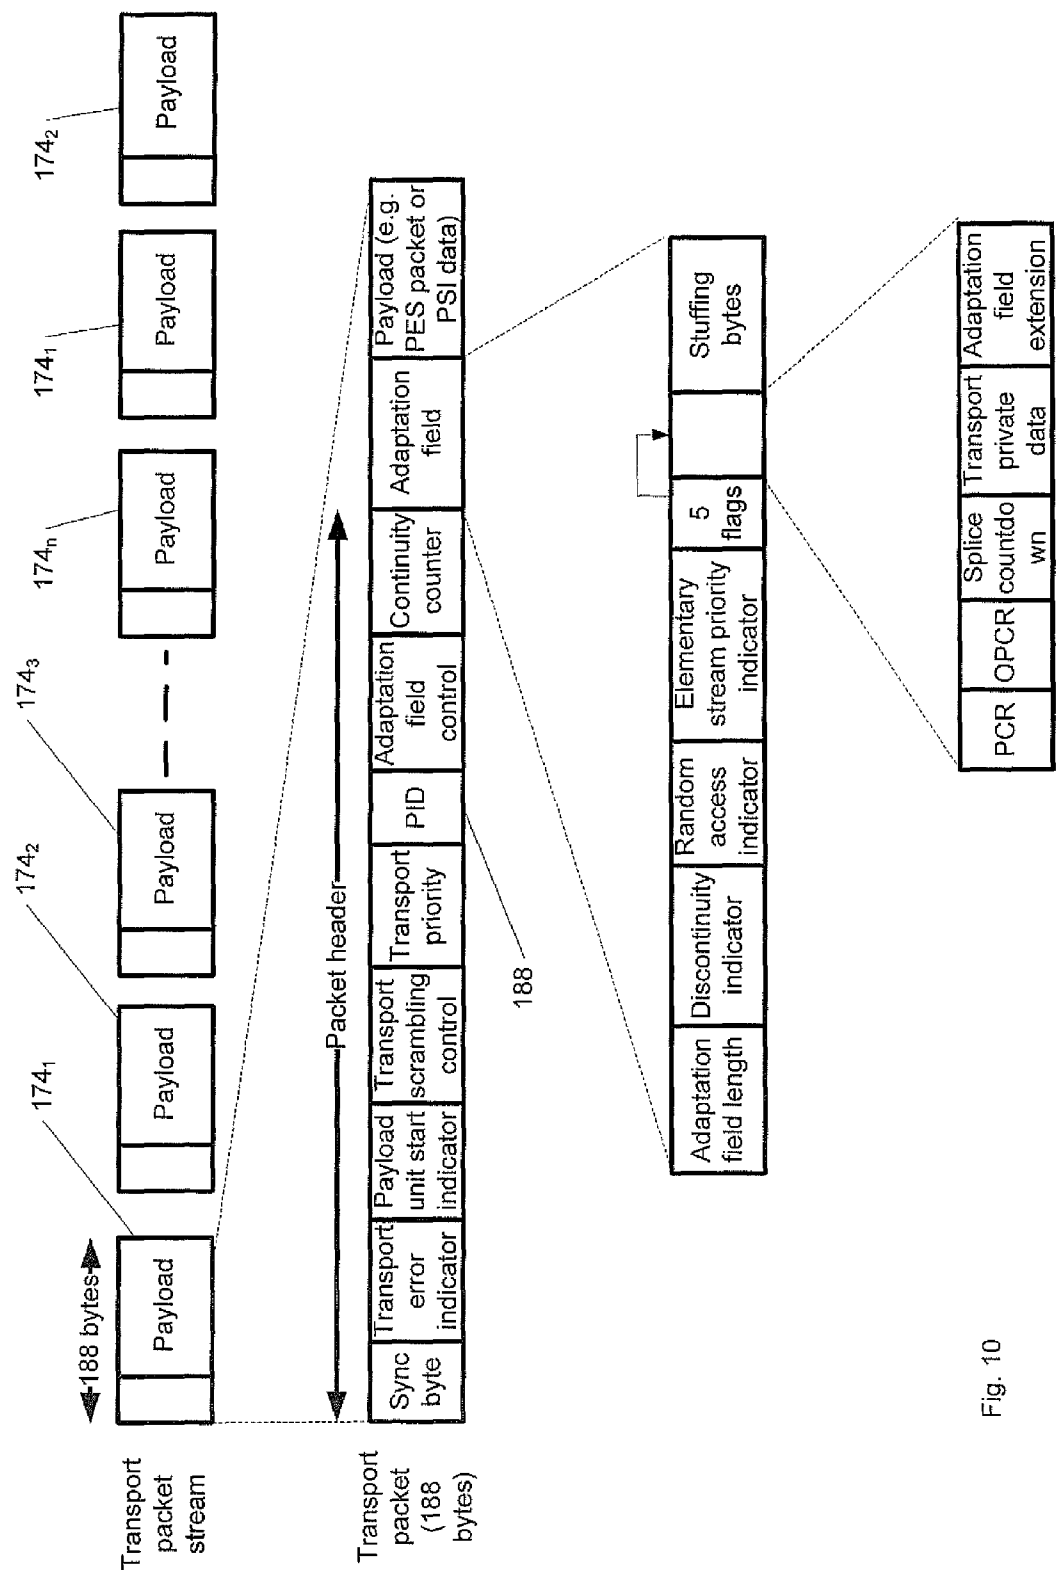 174₁
174₂
174₃
174ₙ
174₁
174₂
188 bytes
Transport
packet
stream
Payload
Payload
Payload
Payload
Payload
Payload
Packet header
Transport
packet
(188
bytes)
Sync
byte
Transport
error
indicator
Payload
unit start
indicator
Transport
scrambling
control
Transport
priority
PID
Adaptation
field
control
Continuity
counter
Adaptation
field
Payload (e.g.
PES packet or
PSI data)
188
Adaptation
field length
Discontinuity
indicator
Random
access
indicator
Elementary
stream priority
indicator
5
flags
Stuffing
bytes
PCR
OPCR
Splice
countdo
wn
Transport
private
data
Adaptation
field
extension
Fig. 10